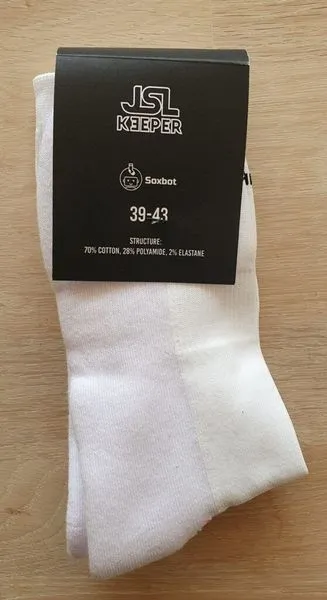 JSL
KEEPER
Soxbot
39-43
STRUCTURE:
70% COTTON, 28% POLYAMIDE, 2% ELASTANE